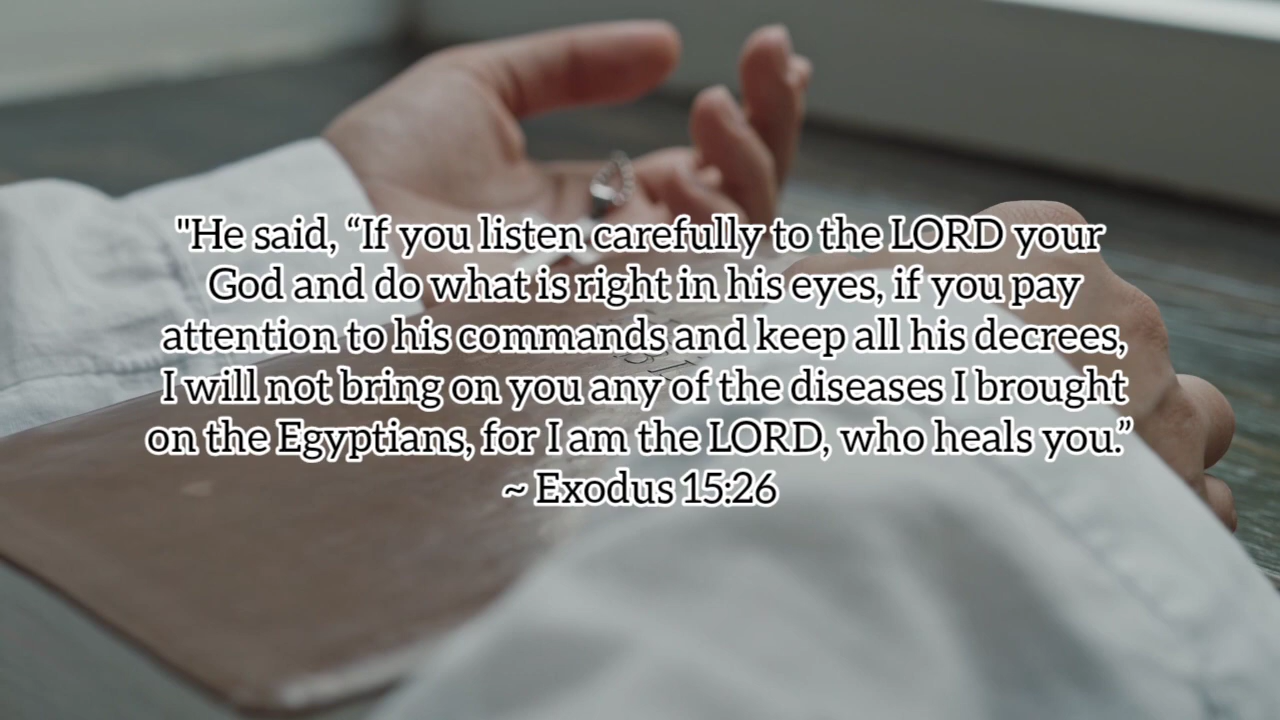 "He said, “If you listen carefully to the LORD your
God and do what is right in his eyes, if you pay
attention to his commands and keep all his decrees,
I will not bring on you any of the diseases I brought
on the Egyptians, for I am the LORD, who heals you.”
~ Exodus 15:26